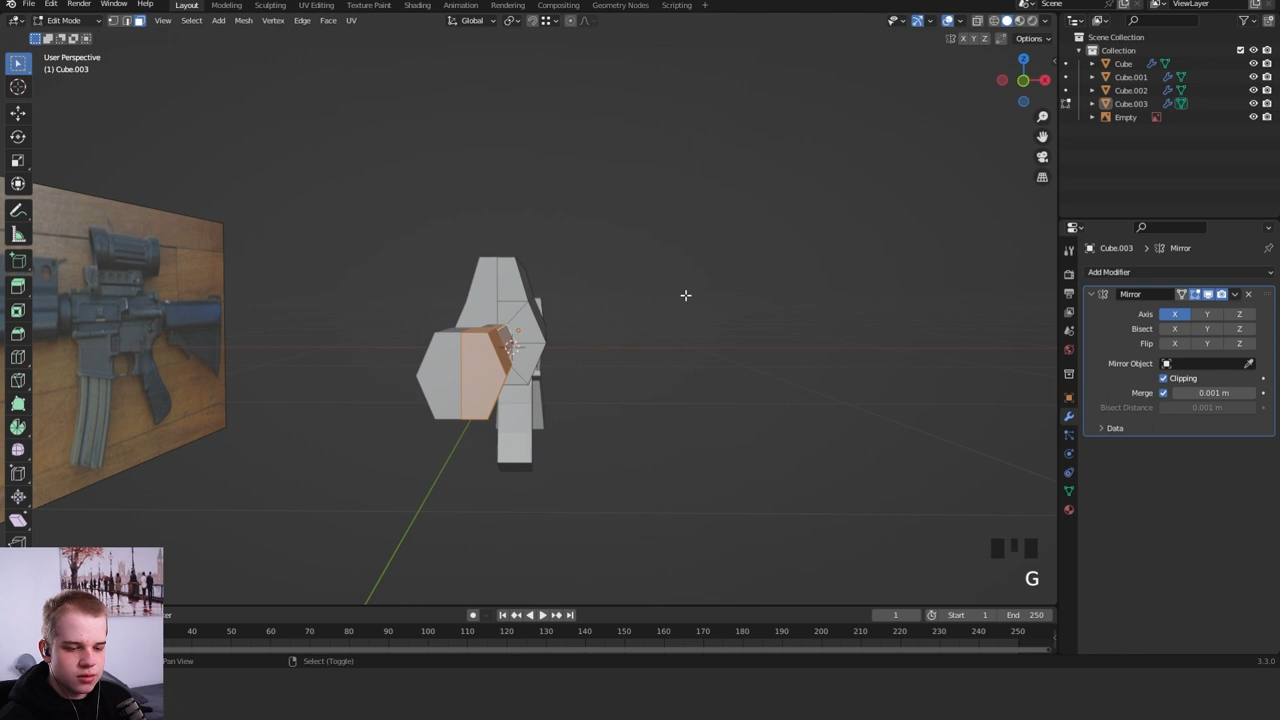 File Edit Render Window Help Layout Modeling Sculpting UV Editing Texture Paint Shading Animation Rendering Compositing Geometry Nodes Scripting + Scene ViewLayer
Edit Mode View Select Add Mesh Vertex Edge Face UV Global
X Y Z Options
User Perspective
(1) Cube.003
Z
X
Scene Collection
Collection
Cube
Cube.001
Cube.002
Cube.003
Empty
Cube.003 Mirror
Add Modifier
Mirror
Axis X Y Z
Bisect X Y Z
Flip X Y Z
Mirror Object
Clipping
Merge 0.001 m
Bisect Distance 0.001 m
Data
G
1 Start 1 End 250
40 50 60 70 80 90 100 110 120 130 140 150 160 170 180 190 200 210 220 230 240 250
Pan View Select (Toggle) 3.3.0